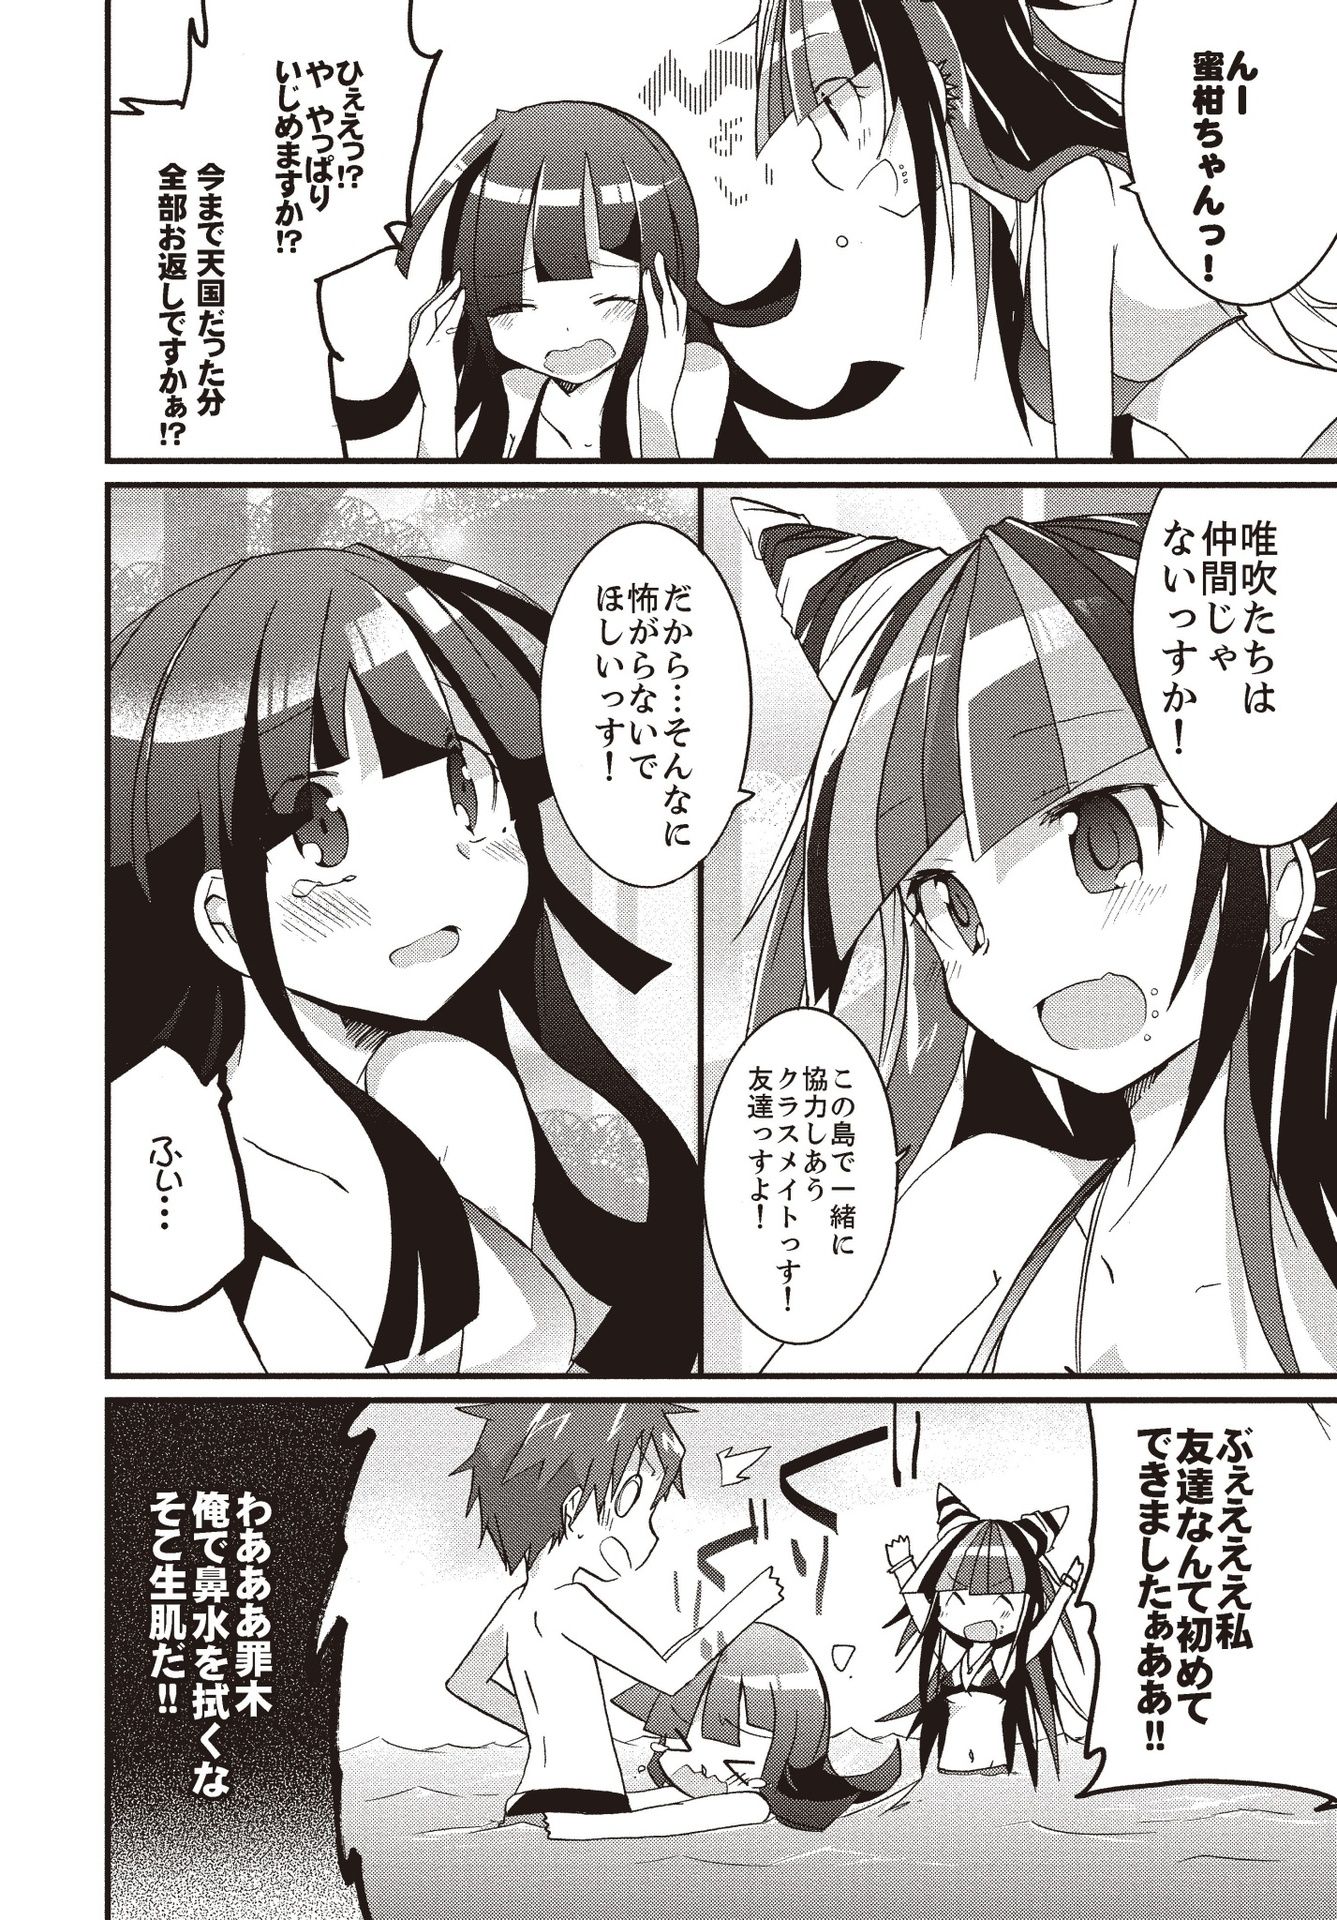 んー
蜜柑ちゃんっ！
ひぇえっ!?
や やっぱり
いじめますか!?
今まで天国だった分
全部お返しですかぁ!?
唯吹たちは
仲間じゃ
ないっすか！
この島で一緒に
協力しあう
クラスメイトっす！
友達っすよ！
だから…そんなに
怖がらないで
ほしいっす！
ふぃ…
ぶぇえええ私
友達なんて初めて
できましたぁああ!!
わあああ罪木
俺で鼻水を拭くな
そこ生肌だ!!